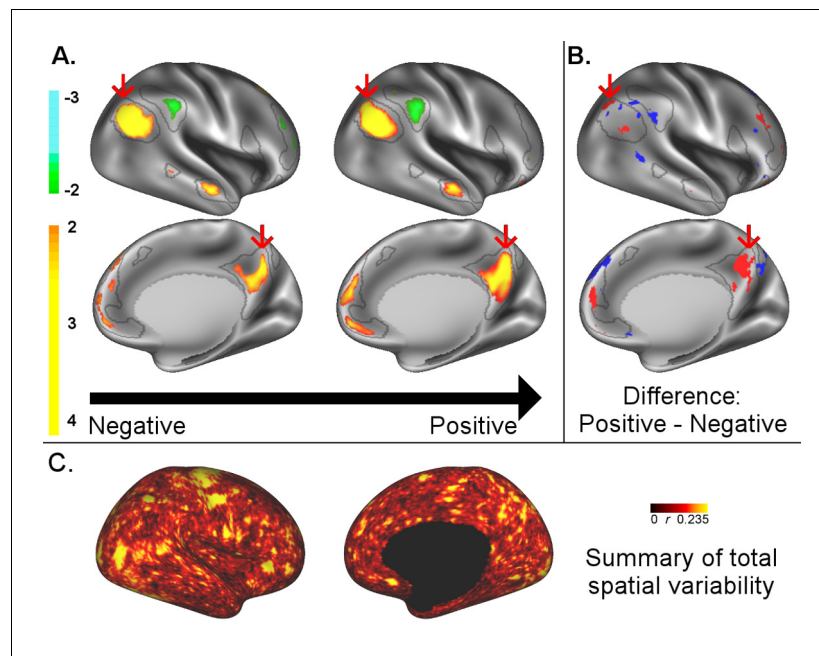 A.
B.
-3
-2
2
3
4
Negative
Positive
Difference:
Positive - Negative
C.
0 r 0.235
Summary of total
spatial variability